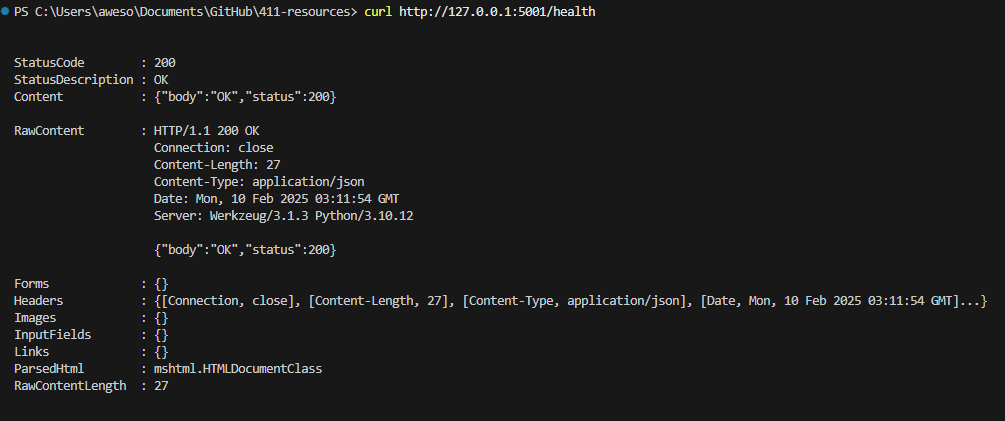 PS C:\Users\aweso\Documents\GitHub\411-resources> curl http://127.0.0.1:5001/health
StatusCode : 200
StatusDescription : OK
Content : {"body":"OK","status":200}
RawContent : HTTP/1.1 200 OK
Connection: close
Content-Length: 27
Content-Type: application/json
Date: Mon, 10 Feb 2025 03:11:54 GMT
Server: Werkzeug/3.1.3 Python/3.10.12
{"body":"OK","status":200}
Forms : {}
Headers : {[Connection, close], [Content-Length, 27], [Content-Type, application/json], [Date, Mon, 10 Feb 2025 03:11:54 GMT]...}
Images : {}
InputFields : {}
Links : {}
ParsedHtml : mshtml.HTMLDocumentClass
RawContentLength : 27